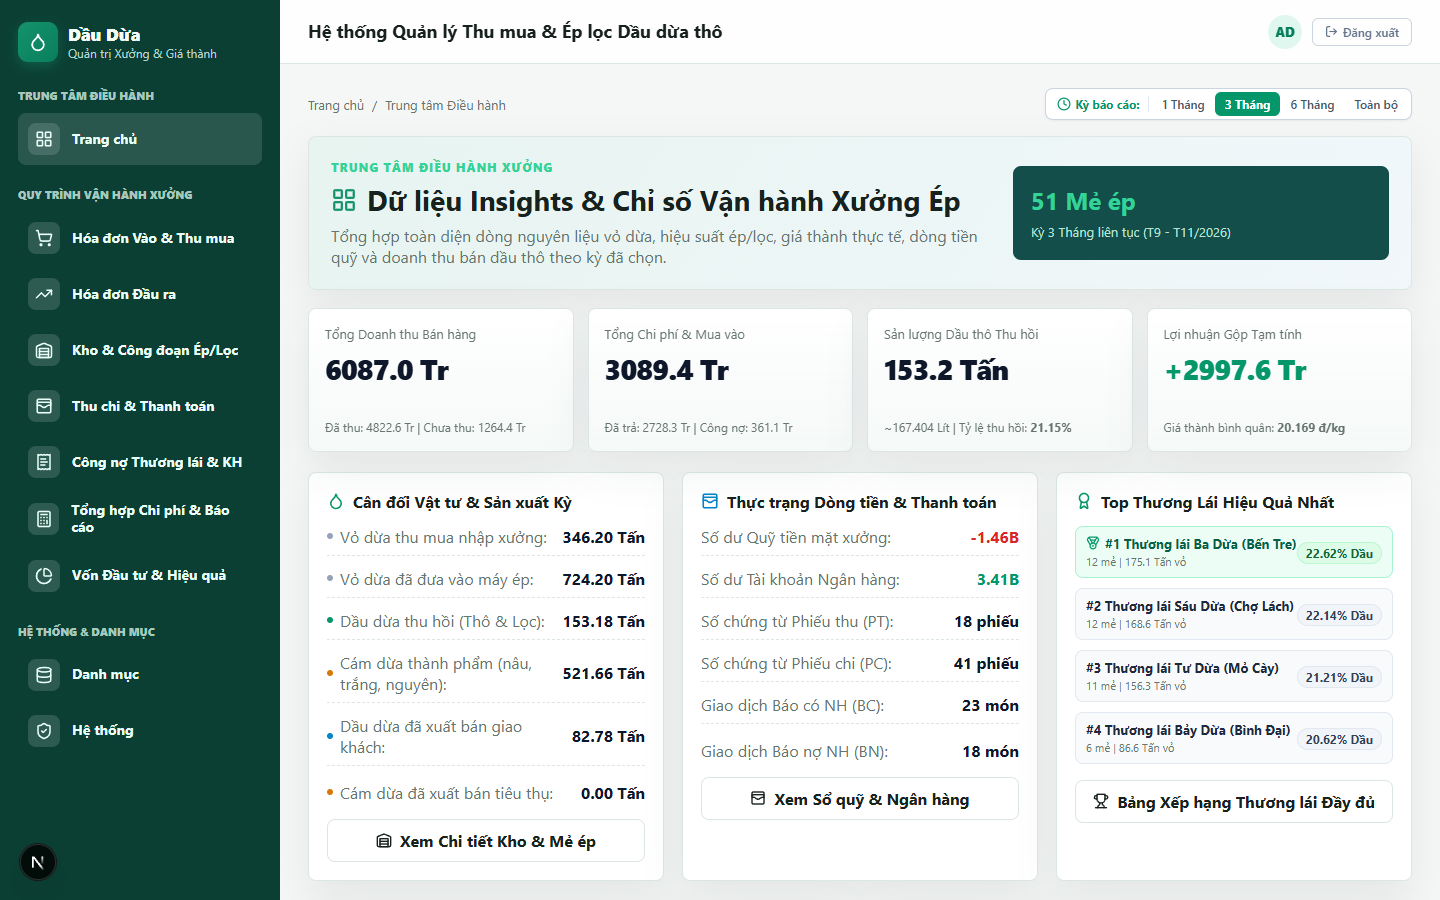 Dầu Dừa
Quản trị Xưởng & Giá thành
TRUNG TÂM ĐIỀU HÀNH
Trang chủ
QUY TRÌNH VẬN HÀNH XƯỞNG
Hóa đơn Vào & Thu mua
Hóa đơn Đầu ra
Kho & Công đoạn Ép/Lọc
Thu chi & Thanh toán
Công nợ Thương lái & KH
Tổng hợp Chi phí & Báo
cáo
Vốn Đầu tư & Hiệu quả
HỆ THỐNG & DANH MỤC
Danh mục
Hệ thống
N
Hệ thống Quản lý Thu mua & Ép lọc Dầu dừa thô
AD
Đăng xuất
Trang chủ / Trung tâm Điều hành
Kỳ báo cáo:
1 Tháng
3 Tháng
6 Tháng
Toàn bộ
TRUNG TÂM ĐIỀU HÀNH XƯỞNG
Dữ liệu Insights & Chỉ số Vận hành Xưởng Ép
Tổng hợp toàn diện dòng nguyên liệu vỏ dừa, hiệu suất ép/lọc, giá thành thực tế, dòng tiền
quỹ và doanh thu bán dầu thô theo kỳ đã chọn.
51 Mẻ ép
Kỳ 3 Tháng liên tục (T9 - T11/2026)
Tổng Doanh thu Bán hàng
6087.0 Tr
Đã thu: 4822.6 Tr | Chưa thu: 1264.4 Tr
Tổng Chi phí & Mua vào
3089.4 Tr
Đã trả: 2728.3 Tr | Công nợ: 361.1 Tr
Sản lượng Dầu thô Thu hồi
153.2 Tấn
~167.404 Lít | Tỷ lệ thu hồi: 21.15%
Lợi nhuận Gộp Tạm tính
+2997.6 Tr
Giá thành bình quân: 20.169 đ/kg
Cân đối Vật tư & Sản xuất Kỳ
Vỏ dừa thu mua nhập xưởng: 346.20 Tấn
Vỏ dừa đã đưa vào máy ép: 724.20 Tấn
Dầu dừa thu hồi (Thô & Lọc): 153.18 Tấn
Cám dừa thành phẩm (nâu,
trắng, nguyên): 521.66 Tấn
Dầu dừa đã xuất bán giao
khách: 82.78 Tấn
Cám dừa đã xuất bán tiêu thụ: 0.00 Tấn
Xem Chi tiết Kho & Mẻ ép
Thực trạng Dòng tiền & Thanh toán
Số dư Quỹ tiền mặt xưởng: -1.46B
Số dư Tài khoản Ngân hàng: 3.41B
Số chứng từ Phiếu thu (PT): 18 phiếu
Số chứng từ Phiếu chi (PC): 41 phiếu
Giao dịch Báo có NH (BC): 23 món
Giao dịch Báo nợ NH (BN): 18 món
Xem Sổ quỹ & Ngân hàng
Top Thương Lái Hiệu Quả Nhất
#1 Thương lái Ba Dừa (Bến Tre)
12 mẻ | 175.1 Tấn vỏ
22.62% Dầu
#2 Thương lái Sáu Dừa (Chợ Lách)
12 mẻ | 168.6 Tấn vỏ
22.14% Dầu
#3 Thương lái Tư Dừa (Mỏ Cày)
11 mẻ | 156.3 Tấn vỏ
21.21% Dầu
#4 Thương lái Bảy Dừa (Bình Đại)
6 mẻ | 86.6 Tấn vỏ
20.62% Dầu
Bảng Xếp hạng Thương lái Đầy đủ